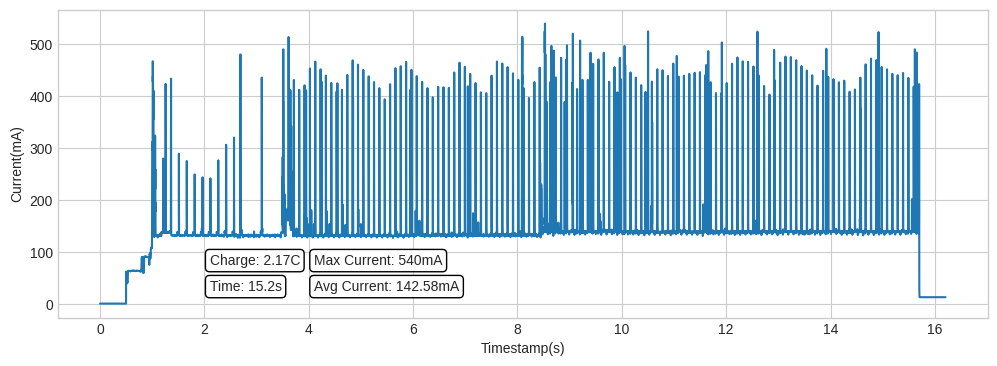 500
400
300
200
100
0
Current(mA)
Charge: 2.17C
Max Current: 540mA
Time: 15.2s
Avg Current: 142.58mA
0 2 4 6 8 10 12 14 16
Timestamp(s)